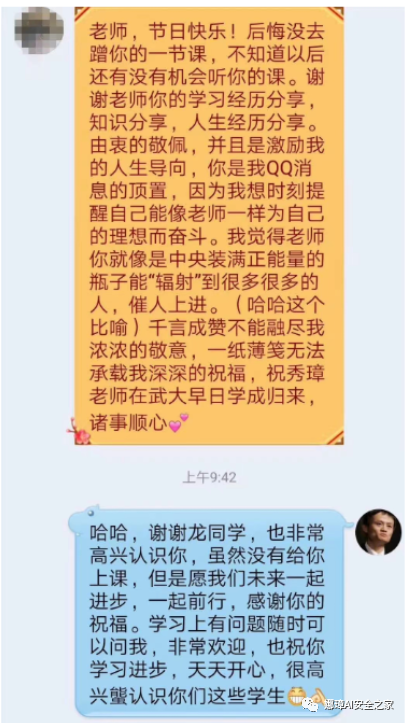 老师，节日快乐！后悔没去
蹭你的一节课，不知道以后
还有没有机会听你的课。谢
谢老师你的学习经历分享，
知识分享，人生经历分享。
由衷的敬佩，并且是激励我
的人生导向，你是我QQ消
息的顶置，因为我想时刻提
醒自己能像老师一样为自己
的理想而奋斗。我觉得老师
你就像是中央装满正能量的
瓶子能“辐射”到很多很多的
人，催人上进。（哈哈这个
比喻）千言成赞不能融尽我
浓浓的敬意，一纸薄笺无法
承载我深深的祝福，祝秀璋
老师在武大早日学成归来，
诸事顺心💕
上午9:42
哈哈，谢谢龙同学，也非常
高兴认识你，虽然没有给你
上课，但是愿我们未来一起
进步，一起前行，感谢你的
祝福。学习上有问题随时可
以问我，非常欢迎，也祝你
学习进步，天天开心，很高
兴蠻认识你们这些学生
娜璋AI安全之家